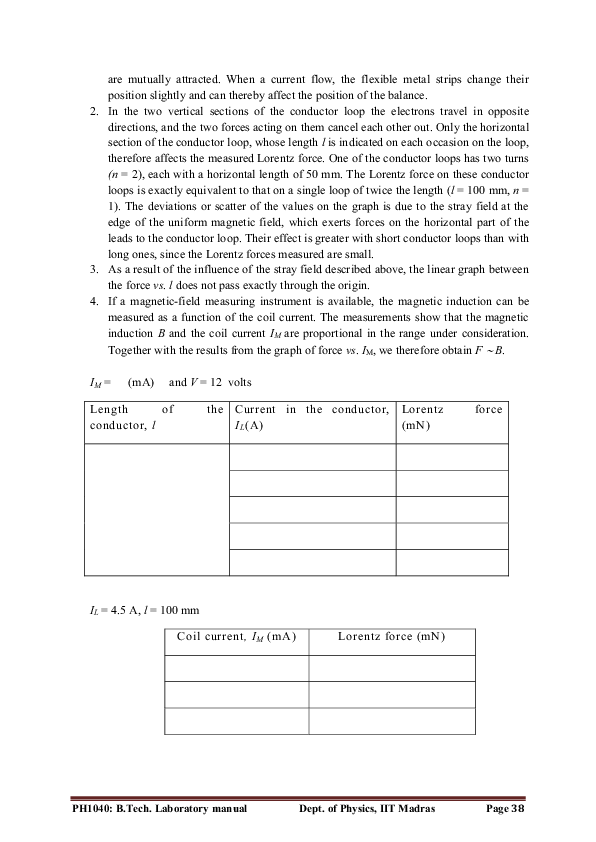 are mutually attracted. When a current flow, the flexible metal strips change their
position slightly and can thereby affect the position of the balance.
2. In the two vertical sections of the conductor loop the electrons travel in opposite
directions, and the two forces acting on them cancel each other out. Only the horizontal
section of the conductor loop, whose length l is indicated on each occasion on the loop,
therefore affects the measured Lorentz force. One of the conductor loops has two turns
(n = 2), each with a horizontal length of 50 mm. The Lorentz force on these conductor
loops is exactly equivalent to that on a single loop of twice the length (l = 100 mm, n =
1). The deviations or scatter of the values on the graph is due to the stray field at the
edge of the uniform magnetic field, which exerts forces on the horizontal part of the
leads to the conductor loop. Their effect is greater with short conductor loops than with
long ones, since the Lorentz forces measured are small.
3. As a result of the influence of the stray field described above, the linear graph between
the force vs. l does not pass exactly through the origin.
4. If a magnetic-field measuring instrument is available, the magnetic induction can be
measured as a function of the coil current. The measurements show that the magnetic
induction B and the coil current I_M are proportional in the range under consideration.
Together with the results from the graph of force vs. I_M, we therefore obtain F ~ B.
I_M = (mA) and V = 12 volts
Length of the conductor, l
Current in the conductor, I_L(A)
Lorentz force (mN)
I_L = 4.5 A, l = 100 mm
Coil current, I_M (mA)
Lorentz force (mN)
PH1040: B.Tech. Laboratory manual Dept. of Physics, IIT Madras Page 38